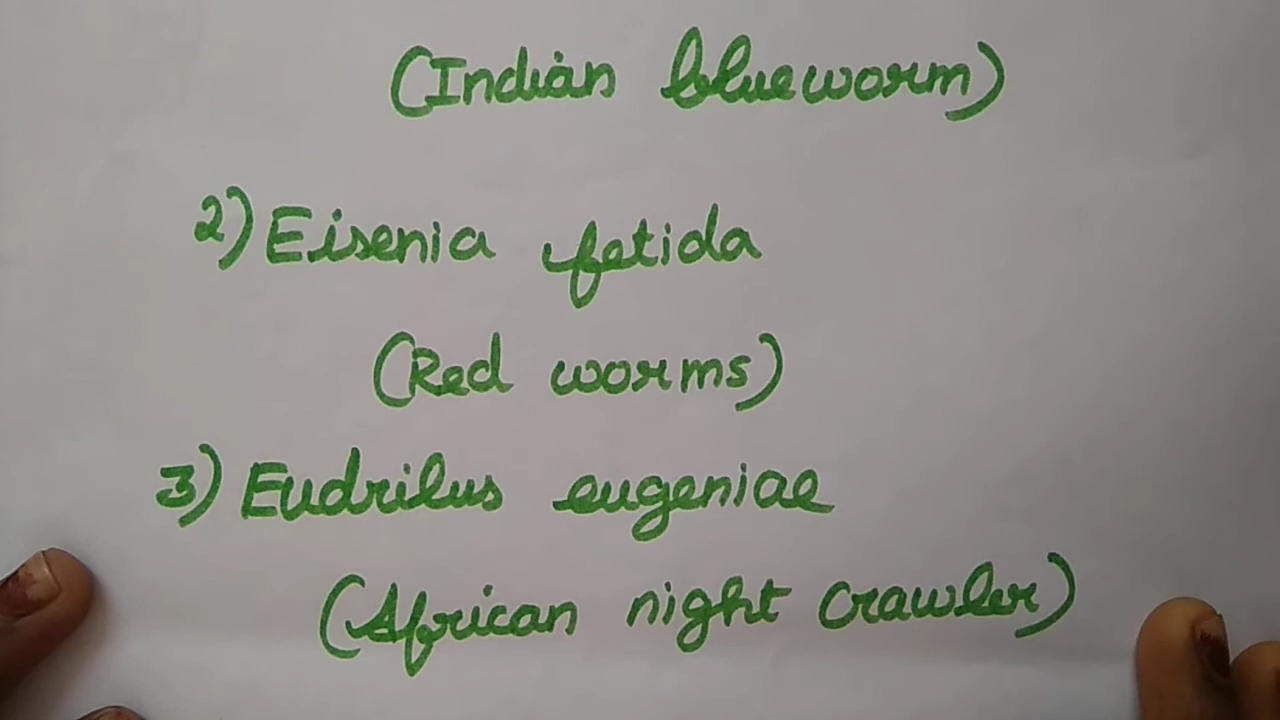 (Indian blueworm)
2) Eisenia fetida
(Red worms)
3) Eudrilus eugeniae
(African night crawler)